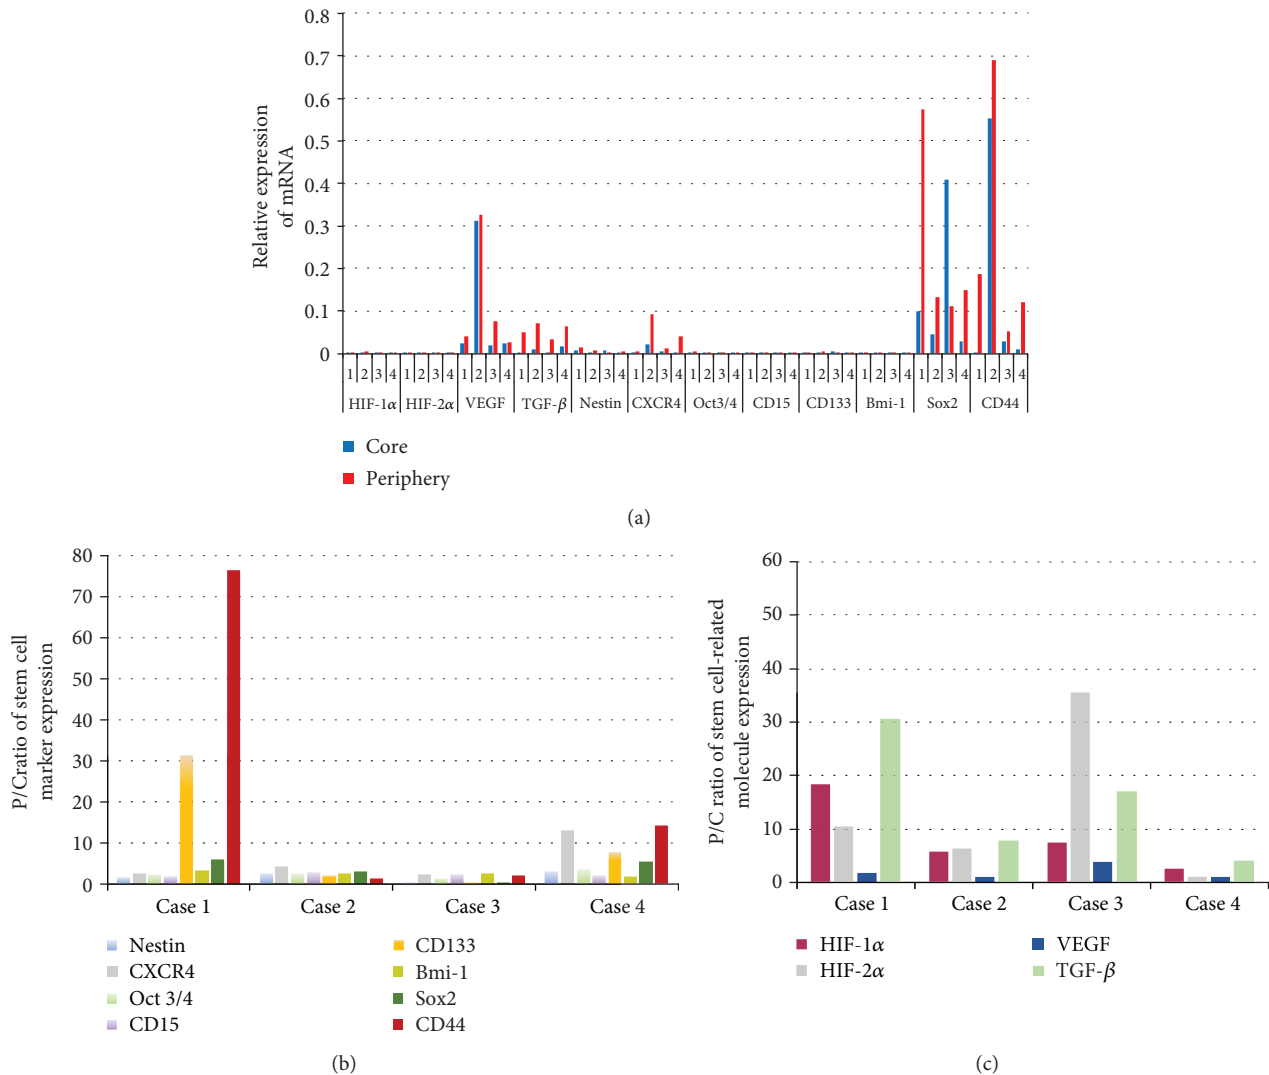 0.8
0.7
0.6
0.5
0.4
0.3
0.2
0.1
0
Relative expression
of mRNA
1 2 3 4 1 2 3 4 1 2 3 4 1 2 3 4 1 2 3 4 1 2 3 4 1 2 3 4 1 2 3 4 1 2 3 4 1 2 3 4 1 2 3 4 1 2 3 4
HIF-1α HIF-2α VEGF TGF-β Nestin CXCR4 Oct3/4 CD15 CD133 Bmi-1 Sox2 CD44
Core
Periphery
(a)
80
70
60
50
40
30
20
10
0
P/Cratio of stem cell
marker expression
Case 1 Case 2 Case 3 Case 4
Nestin
CXCR4
Oct 3/4
CD15
CD133
Bmi-1
Sox2
CD44
(b)
60
50
40
30
20
10
0
P/C ratio of stem cell-related
molecule expression
Case 1 Case 2 Case 3 Case 4
HIF-1α
HIF-2α
VEGF
TGF-β
(c)